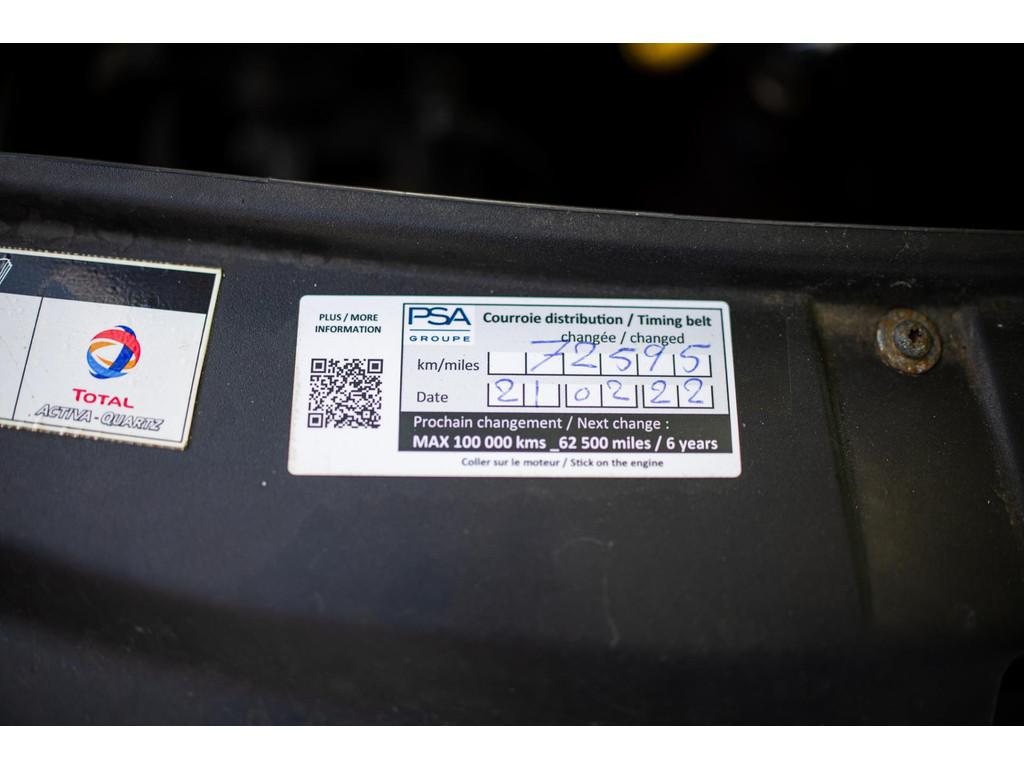 TOTAL
ACTIVA - QUARTZ
PLUS / MORE
INFORMATION
PSA
GROUPE
Courroie distribution / Timing belt
changée / changed
km/miles 72595
Date 21 02 22
Prochain changement / Next change :
MAX 100 000 kms _62 500 miles / 6 years
Coller sur le moteur / Stick on the engine